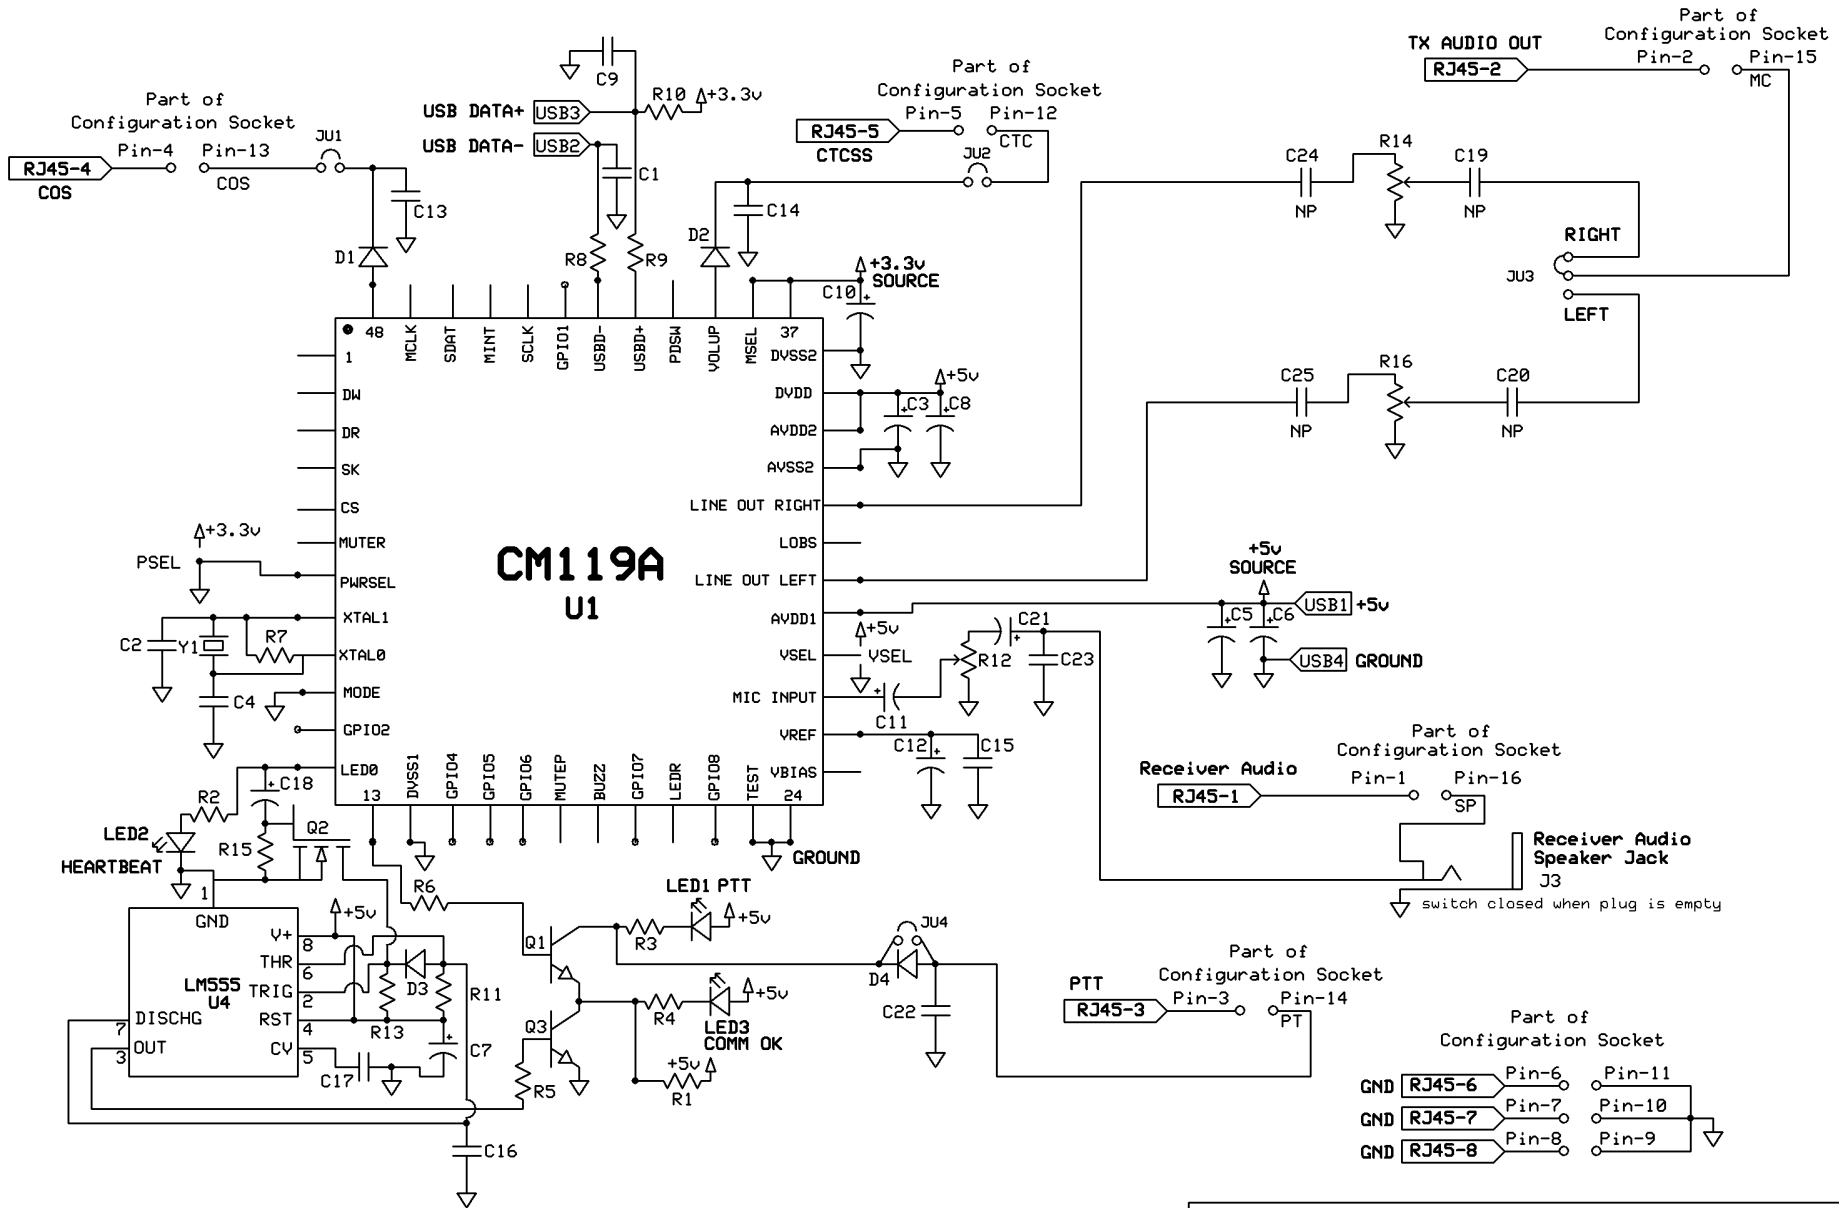 Part of
Configuration Socket
TX AUDIO OUT
RJ45-2
Pin-2
Pin-15
MC
C9
R10
+3.3v
USB DATA+
USB3
USB DATA-
USB2
C1
Part of
Configuration Socket
Pin-5
Pin-12
RJ45-5
CTCSS
CTC
JU2
Part of
Configuration Socket
JU1
Pin-4
Pin-13
RJ45-4
COS
COS
C13
C14
D1
R8
R9
D2
C24
R14
C19
NP
NP
RIGHT
JU3
LEFT
+3.3v
SOURCE
C10
48
MCLK
SDAT
MINT
SCLK
GPIO1
USBD-
USBD+
PDSW
VOLUP
MSEL
37
1
DW
DR
SK
CS
MUTER
PWRSEL
XTAL1
XTALO
MODE
GPIO2
LEDO
DVSS2
DVDD
AVDD2
AVSS2
LINE OUT RIGHT
LOBS
LINE OUT LEFT
AVDD1
VSEL
MIC INPUT
VREF
VBIAS
CM119A
U1
+5v
C3
C8
C25
R16
C20
NP
NP
+3.3v
PSEL
C2
Y1
R7
C4
+5v
SOURCE
C5
C6
USB1
+5v
USB4
GROUND
+5v
VSEL
C21
R12
C23
C11
C12
C15
13
DVSS1
GPIO4
GPIO5
GPIO6
MUTEP
BUZZ
GPIO7
LEDR
GPIO8
TEST
24
GROUND
Part of
Configuration Socket
Receiver Audio
Pin-1
Pin-16
RJ45-1
SP
Receiver Audio
Speaker Jack
J3
switch closed when plug is empty
C18
R2
LED2
HEARTBEAT
R15
Q2
R6
1
GND
+5v
V+
8
THR
6
TRIG
2
RST
4
CV
5
LM555
U4
DISCHG
7
OUT
3
D3
R11
R13
C7
C17
C16
LED1 PTT
+5v
Q1
R3
R4
+5v
LED3
COMM OK
Q3
R5
+5v
R1
JU4
D4
C22
PTT
Part of
Configuration Socket
RJ45-3
Pin-3
Pin-14
PT
Part of
Configuration Socket
GND
RJ45-6
Pin-6
Pin-11
GND
RJ45-7
Pin-7
Pin-10
GND
RJ45-8
Pin-8
Pin-9